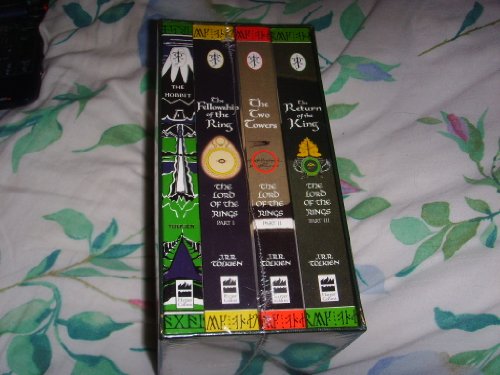 THE
HOBBIT
TOLKIEN
The
Fellowship
of the
Ring
THE
LORD
OF THE
RINGS
PART I
J.R.R.
TOLKIEN
The
Two
Towers
THE
LORD
OF THE
RINGS
PART II
J.R.R.
TOLKIEN
The
Return of the
King
THE
LORD
OF THE
RINGS
PART III
J.R.R.
TOLKIEN